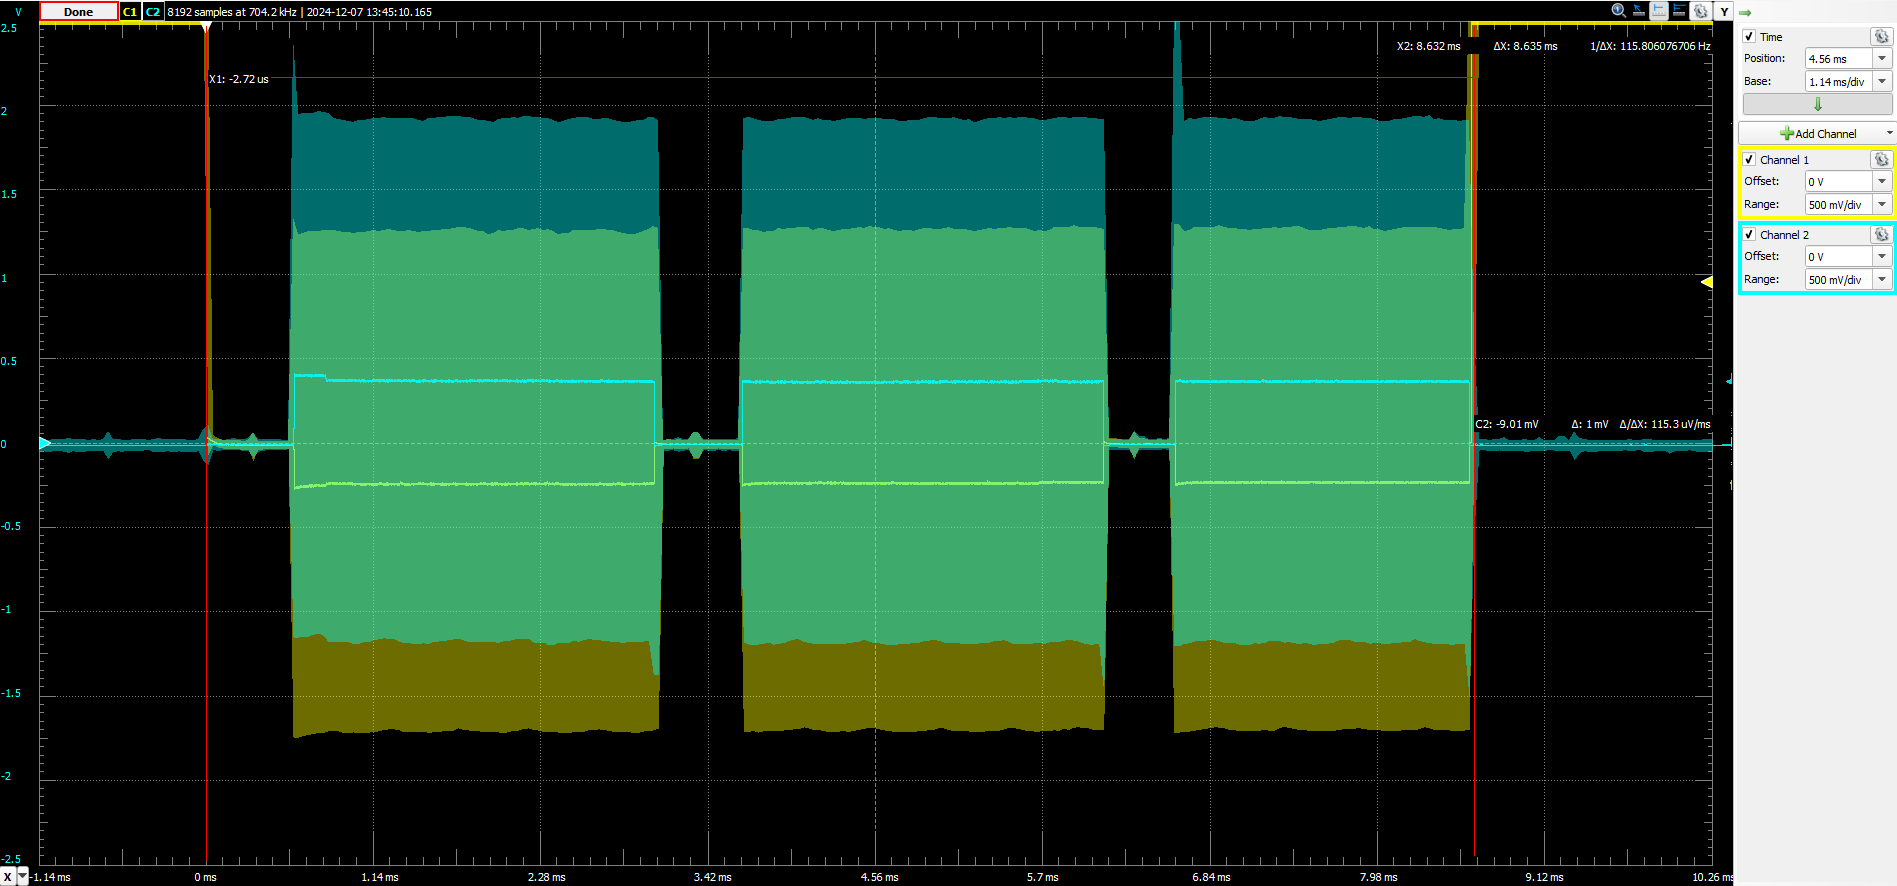 V
Done C1 C2 8192 samples at 704.2 kHz | 2024-12-07 13:45:10.165
Y
2.5
X2: 8.632 ms ΔX: 8.635 ms 1/ΔX: 115.806076706 Hz
X1: -2.72 us
2
1.5
1
0.5
0
C2: -9.01 mV Δ: 1 mV Δ/ΔX: 115.3 uV/ms
-0.5
-1
-1.5
-2
-2.5
X -1.14 ms 0 ms 1.14 ms 2.28 ms 3.42 ms 4.56 ms 5.7 ms 6.84 ms 7.98 ms 9.12 ms 10.26 ms
Time
Position: 4.56 ms
Base: 1.14 ms/div
Add Channel
Channel 1
Offset: 0 V
Range: 500 mV/div
Channel 2
Offset: 0 V
Range: 500 mV/div